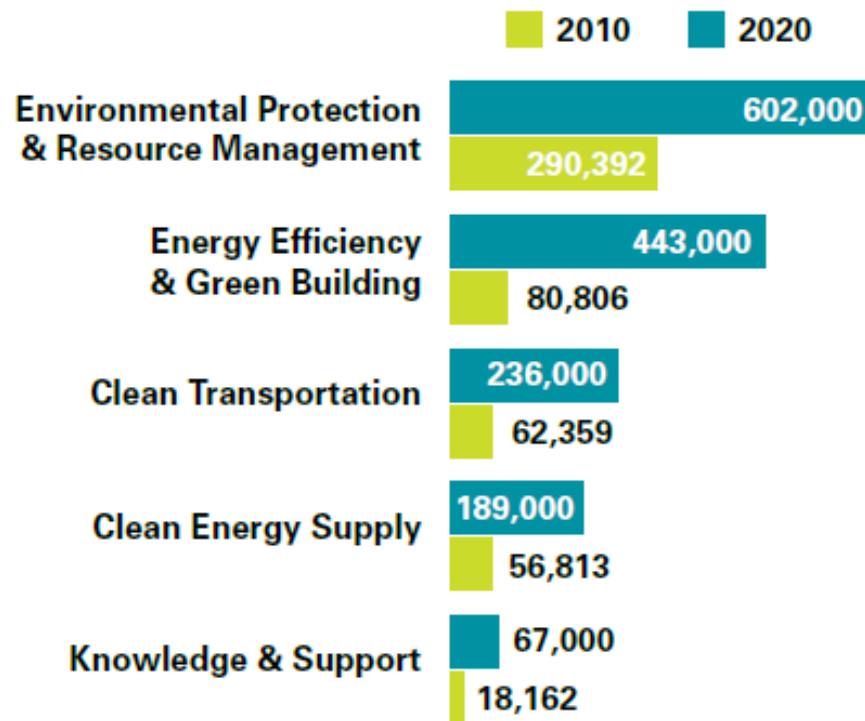 2010 2020
Environmental Protection
& Resource Management
602,000
290,392
Energy Efficiency
& Green Building
443,000
80,806
Clean Transportation
236,000
62,359
Clean Energy Supply
189,000
56,813
Knowledge & Support
67,000
18,162